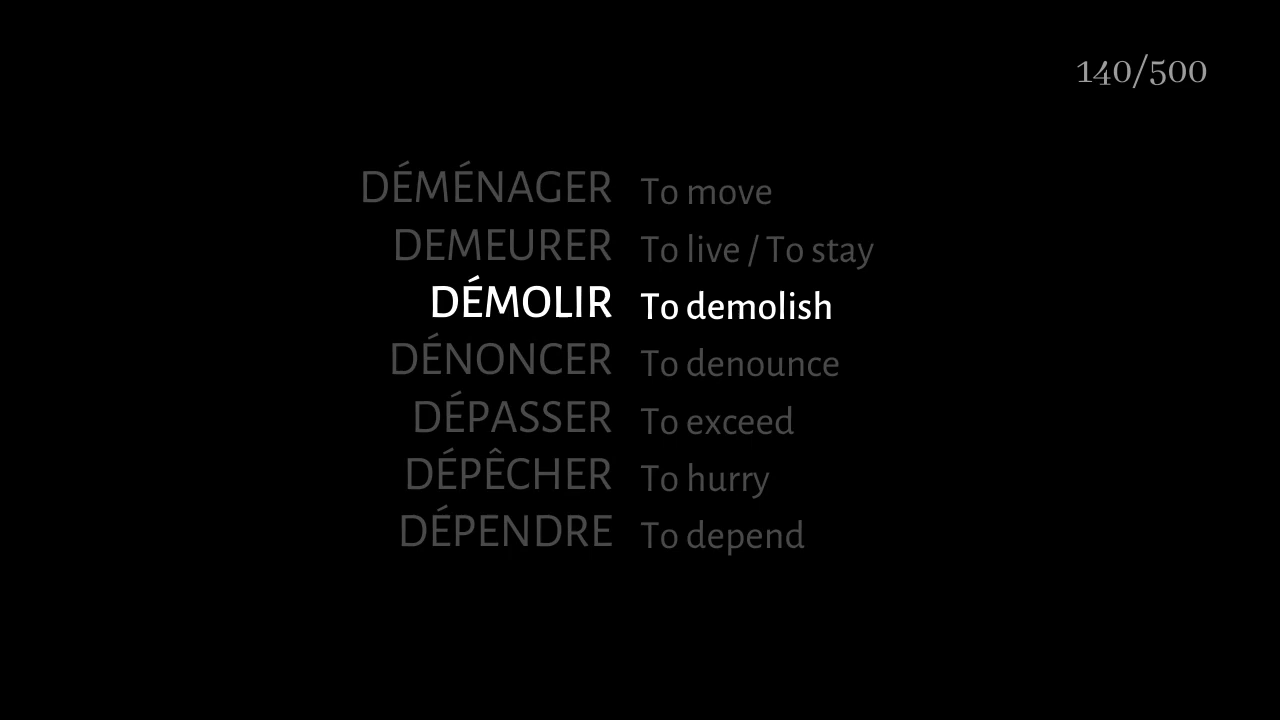 140/500
DÉMÉNAGER To move
DEMEURER To live / To stay
DÉMOLIR To demolish
DÉNONCER To denounce
DÉPASSER To exceed
DÉPÊCHER To hurry
DÉPENDRE To depend